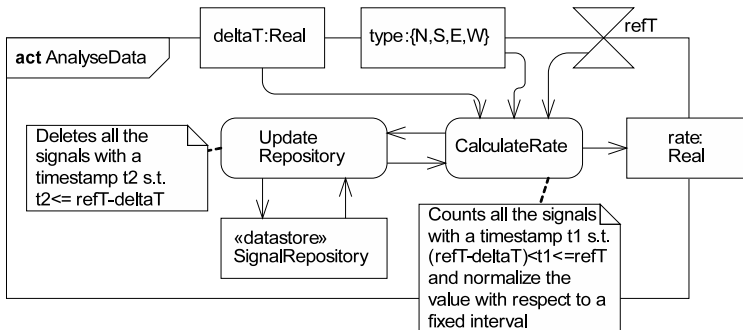 act AnalyseData
deltaT:Real
type:{N,S,E,W}
refT
Deletes all the
signals with a
timestamp t2 s.t.
t2<= refT-deltaT
Update
Repository
CalculateRate
rate:
Real
«datastore»
SignalRepository
Counts all the signals
with a timestamp t1 s.t.
(refT-deltaT)<t1<=refT
and normalize the
value with respect to a
fixed interval